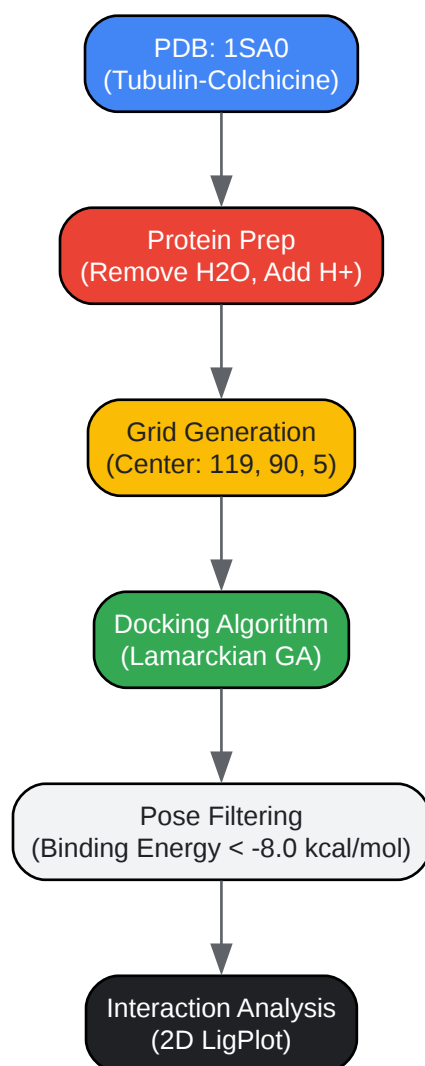 PDB: 1SA0
(Tubulin-Colchicine)
Protein Prep
(Remove H2O, Add H+)
Grid Generation
(Center: 119, 90, 5)
Docking Algorithm
(Lamarckian GA)
Pose Filtering
(Binding Energy < -8.0 kcal/mol)
Interaction Analysis
(2D LigPlot)